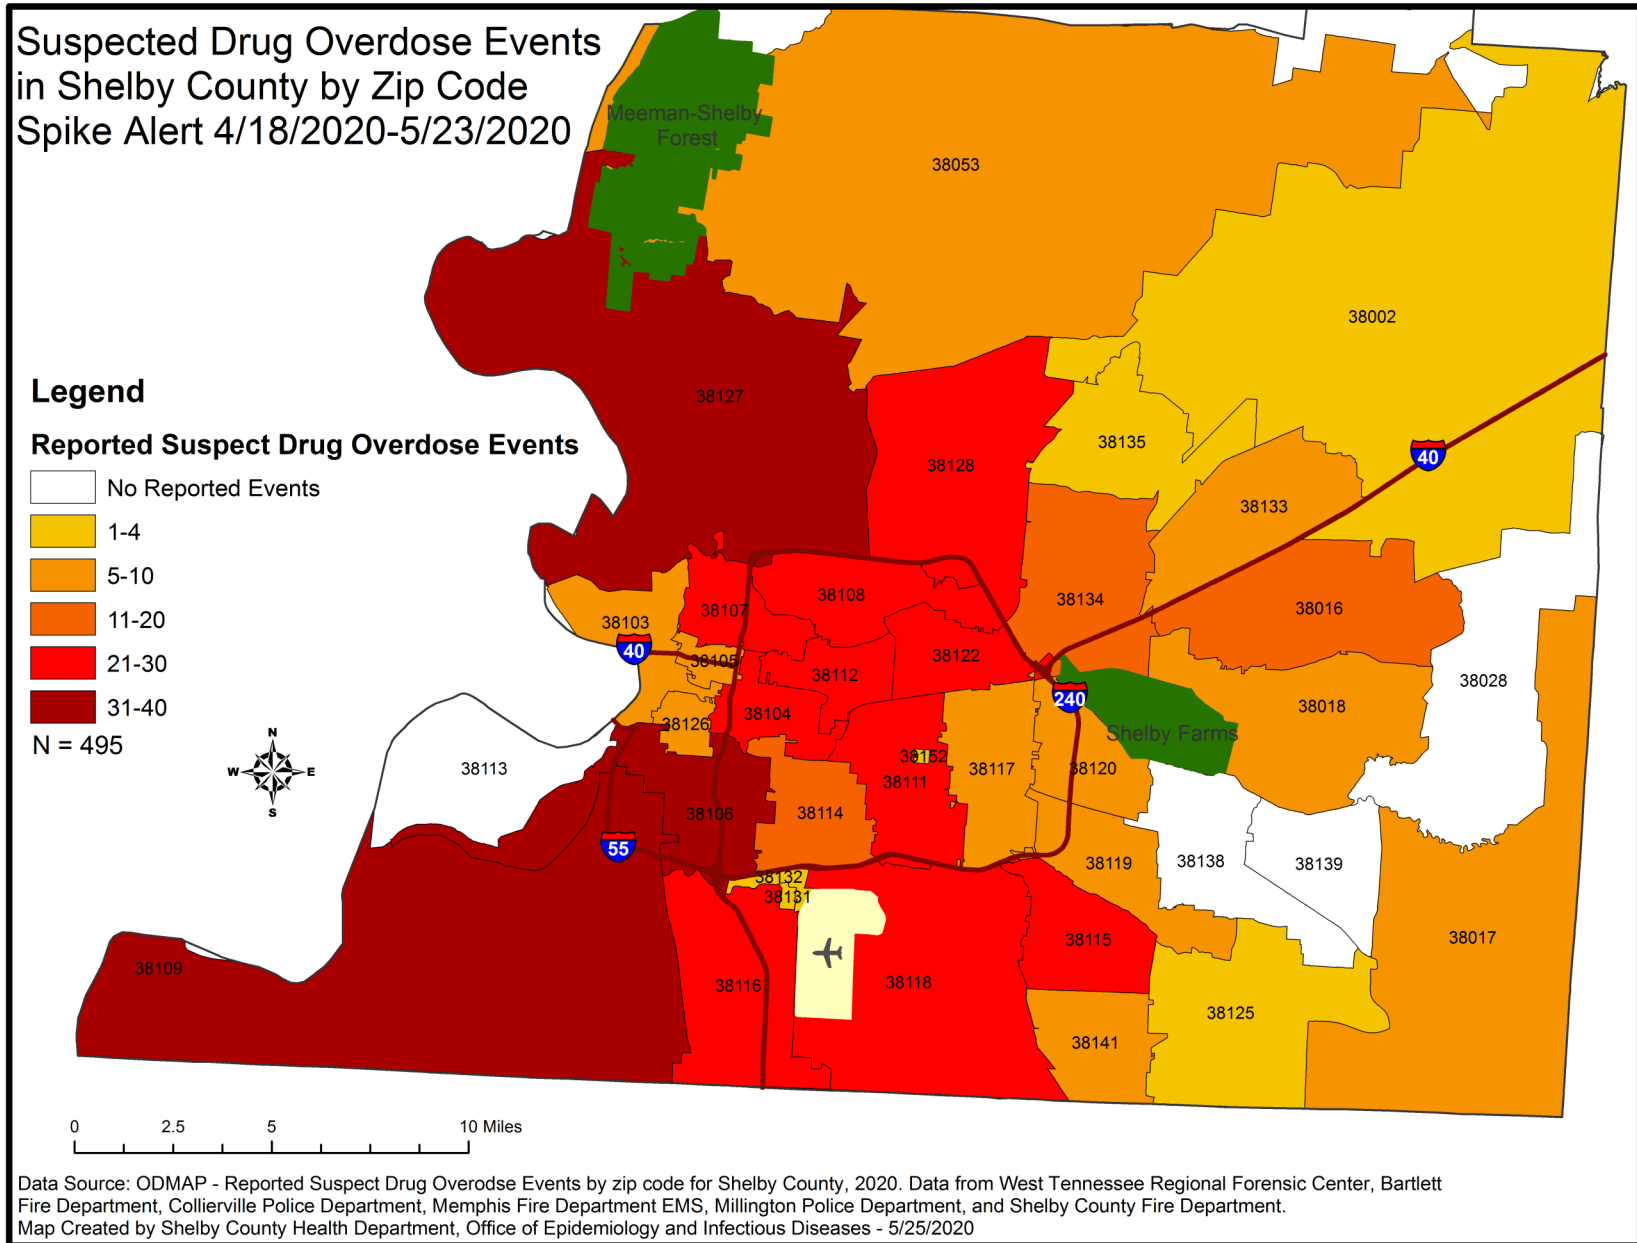 Suspected Drug Overdose Events
in Shelby County by Zip Code
Spike Alert 4/18/2020-5/23/2020
Meeman-Shelby
Forest
38053
38002
Legend
Reported Suspect Drug Overdose Events
No Reported Events
1-4
5-10
11-20
21-30
31-40
N = 495
N
W
E
S
38127
38128
38135
40
38133
38134
38016
38108
38107
38103
40
38105
38112
38122
38104
38126
240
38028
38018
Shelby Farms
38152
38117
38120
38111
38113
38106
38114
55
38119
38138
38139
38132
38131
38115
38017
38109
38116
38118
38125
38141
0
2.5
5
10 Miles
Data Source: ODMAP - Reported Suspect Drug Overodse Events by zip code for Shelby County, 2020. Data from West Tennessee Regional Forensic Center, Bartlett
Fire Department, Collierville Police Department, Memphis Fire Department EMS, Millington Police Department, and Shelby County Fire Department.
Map Created by Shelby County Health Department, Office of Epidemiology and Infectious Diseases - 5/25/2020